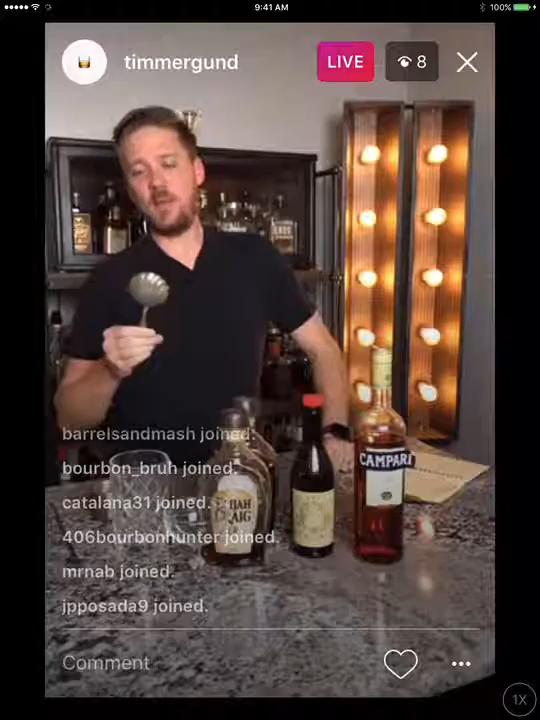 9:41 AM
100%
timmergund
LIVE
8
barrelsandmash joined.
bourbon_bruh joined.
catalana31 joined.
406bourbonhunter joined.
mrnab joined.
jpposada9 joined.
CAMPARI
Comment
1X